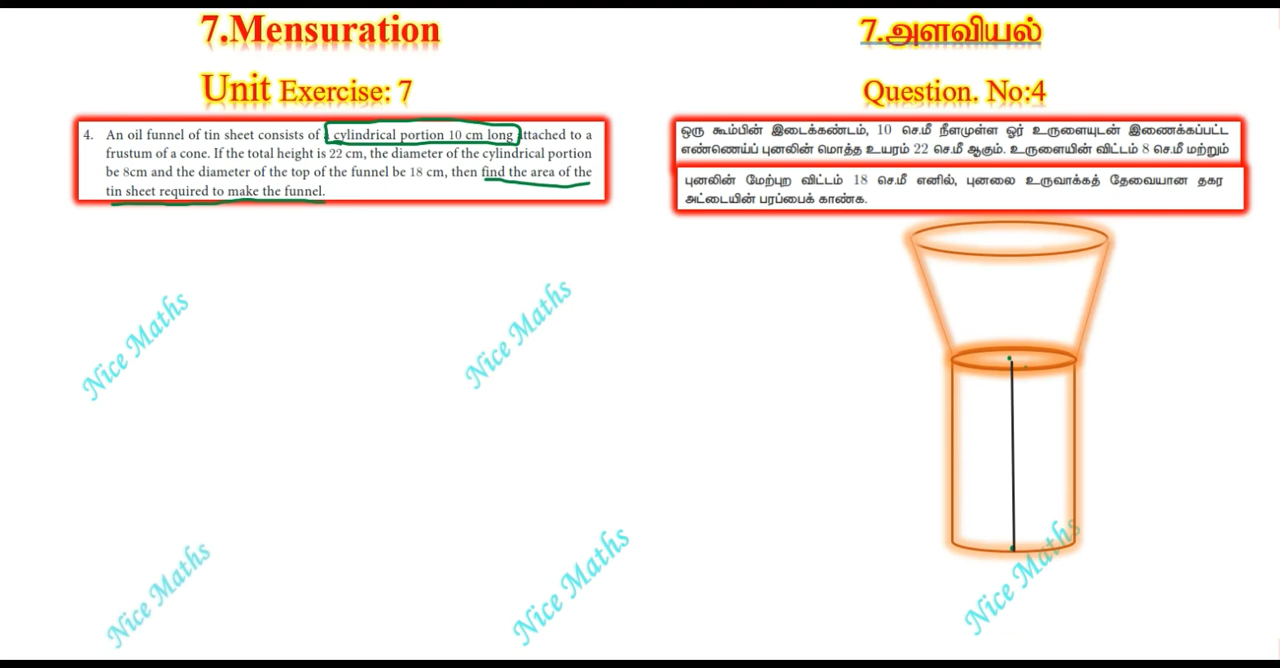 7.Mensuration
7.அளவியல்
Unit Exercise: 7
Question. No:4
4. An oil funnel of tin sheet consists of a cylindrical portion 10 cm long attached to a
frustum of a cone. If the total height is 22 cm, the diameter of the cylindrical portion
be 8cm and the diameter of the top of the funnel be 18 cm, then find the area of the
tin sheet required to make the funnel.
ஒரு கூம்பின் இடைக்கண்டம், 10 செ.மீ நீளமுள்ள ஓர் உருளையுடன் இணைக்கப்பட்ட
எண்ணெய்ப் புனலின் மொத்த உயரம் 22 செ.மீ ஆகும். உருளையின் விட்டம் 8 செ.மீ மற்றும்
புனலின் மேற்புற விட்டம் 18 செ.மீ எனில், புனலை உருவாக்கத் தேவையான தகர
அட்டையின் பரப்பைக் காண்க.
Nice Maths
Nice Maths
Nice Maths
Nice Maths
Nice Maths